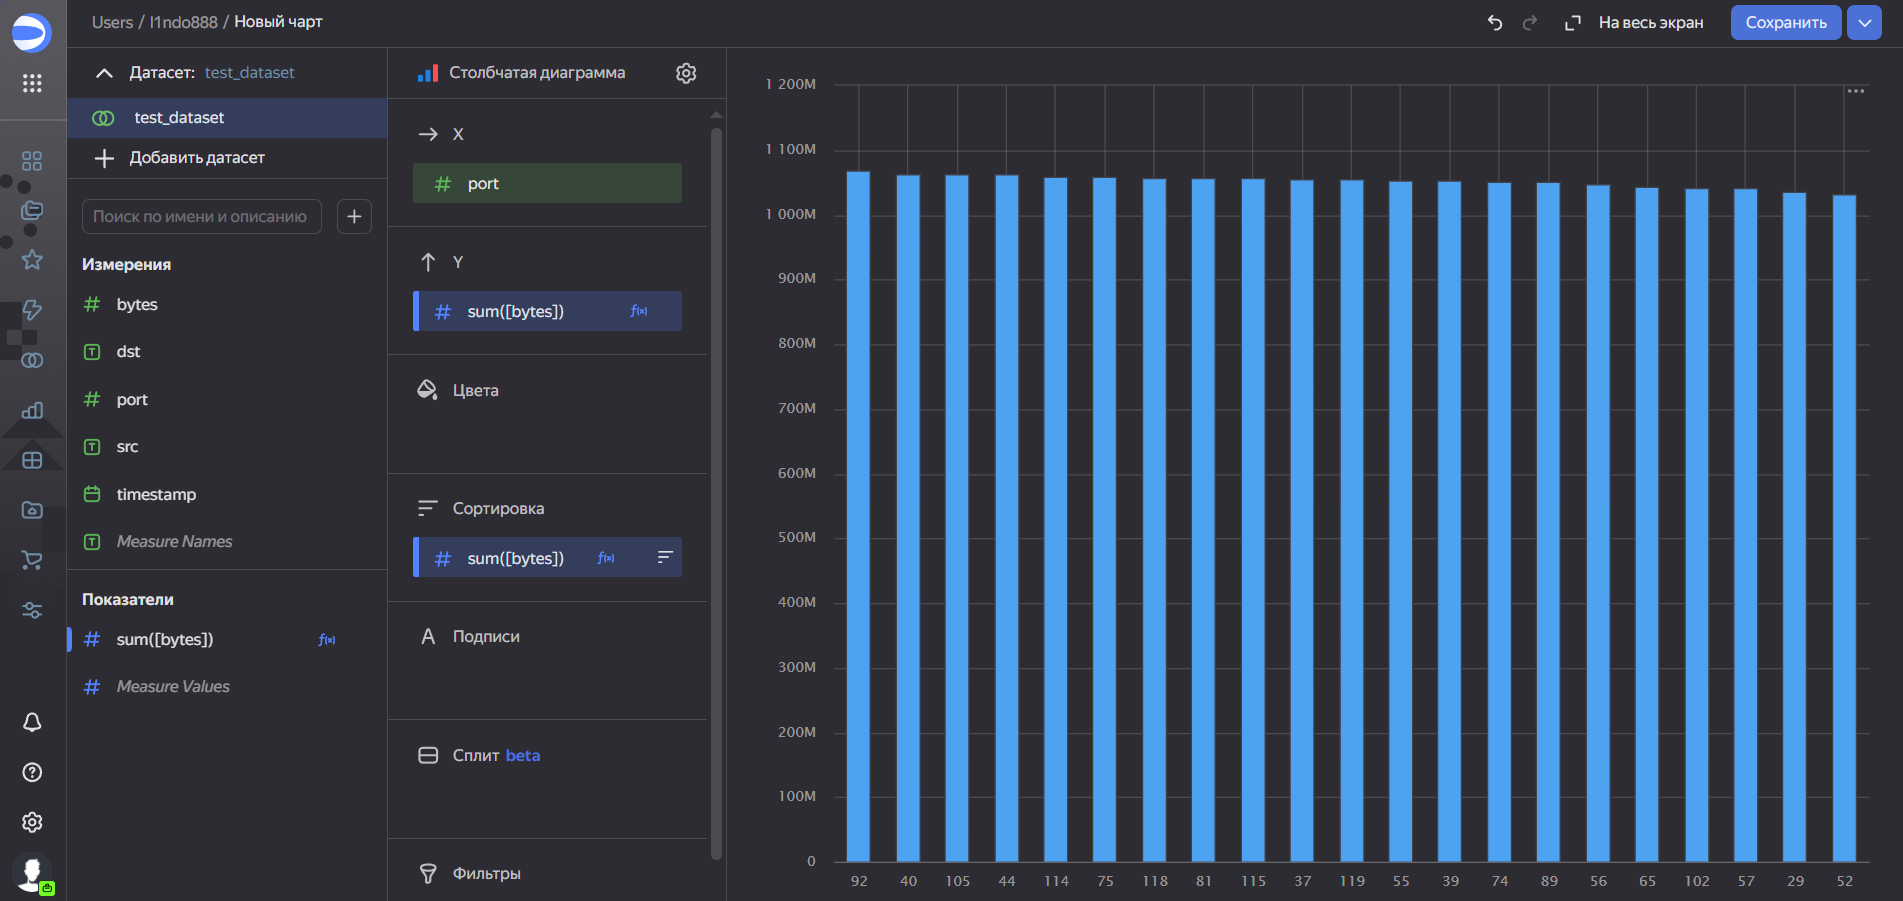 Users / l1ndo888 / Новый чарт
На весь экран
Сохранить
Датасет: test_dataset
test_dataset
Добавить датасет
Поиск по имени и описанию
Измерения
bytes
dst
port
src
timestamp
Measure Names
Показатели
sum([bytes]) ƒ(x)
Measure Values
Столбчатая диаграмма
X
port
Y
sum([bytes]) ƒ(x)
Цвета
Сортировка
sum([bytes]) ƒ(x)
Подписи
Сплит beta
Фильтры
1 200M
1 100M
1 000M
900M
800M
700M
600M
500M
400M
300M
200M
100M
0
92 40 105 44 114 75 118 81 115 37 119 55 39 74 89 56 65 102 57 29 52